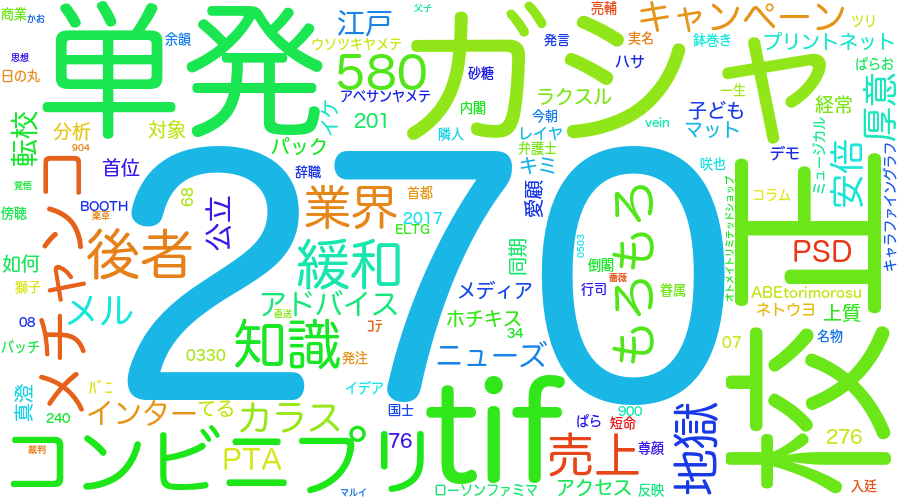 商業
かお
父子
亮輔
キャンペーン
ツリ
江戸
余韻
ウソツキヤメテ
発言
実名
鉢巻き
プリントネット
思想
日の丸
単発
ガシャ
580
砂糖
ハサ
ぱらお
アベサンヤメテ
内閣
ラクスル
一生
子ども
経常
厚意
201
イケ
今朝
vein
マット
転校
分析
対象
隣人
レイヤ
ミュージカル
904
パック
弁護士
デモ
安倍
キャラファイングラフ
首位
辞職
キミ
咲也
校正
覚悟
68
業界
首都
愛顧
コラム
オトメイトリミテッドショップ
BOOTH
薬草
公立
2017
ELTG
もろもろ
傍聴
メチャンコ
後者
270
緩和
同期
0503
PSD
如何
倒閣
薔薇
獅子
メル
アドバイス
メディア
行司
眷属
ABEtorimorosu
ネトウヨ
上質
08
直送
知識
コテ
ホチキス
34
名物
バッチ
0330
発注
ニューズ
07
バニ
イデア
真澄
240
インター
てる
カラス
国士
tif
900
ぱら
短命
地獄
276
コンビニプリ
76
売上
尊顔
裁判
PTA
マルイ
ローソンファミマ
アクセス
反映
入廷